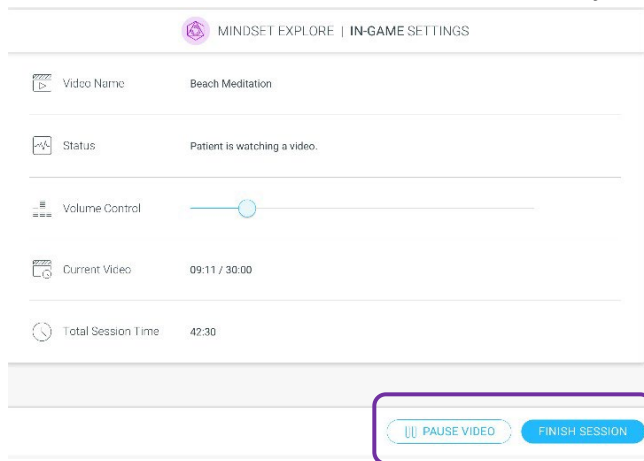 MINDSET EXPLORE | IN-GAME SETTINGS
Video Name Beach Meditation
Status Patient is watching a video.
Volume Control
Current Video 09:11 / 30:00
Total Session Time 42:30
PAUSE VIDEO FINISH SESSION